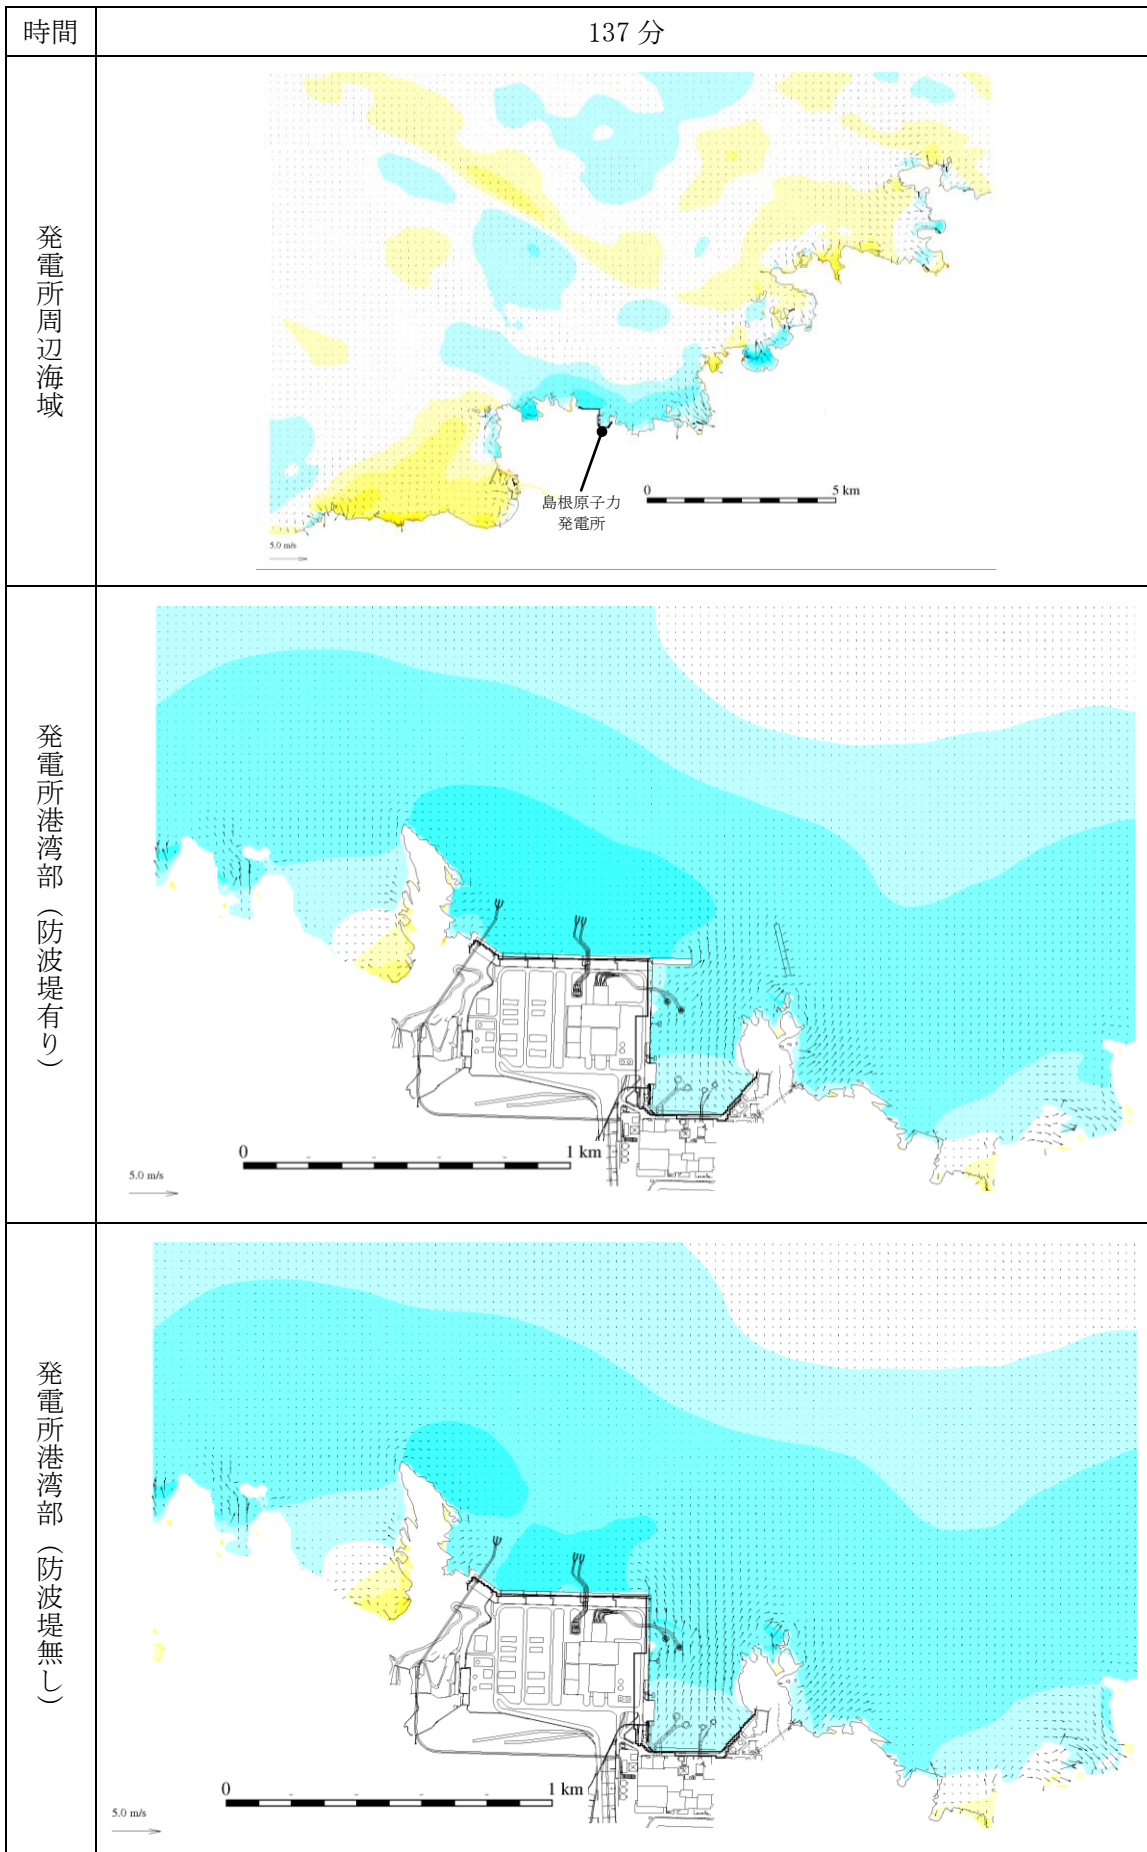 時間
137 分
発電所周辺海域
島根原子力
発電所
0
5 km
5.0 m/s
発電所港湾部（防波堤有り）
0
1 km
5.0 m/s
発電所港湾部（防波堤無し）
0
1 km
5.0 m/s